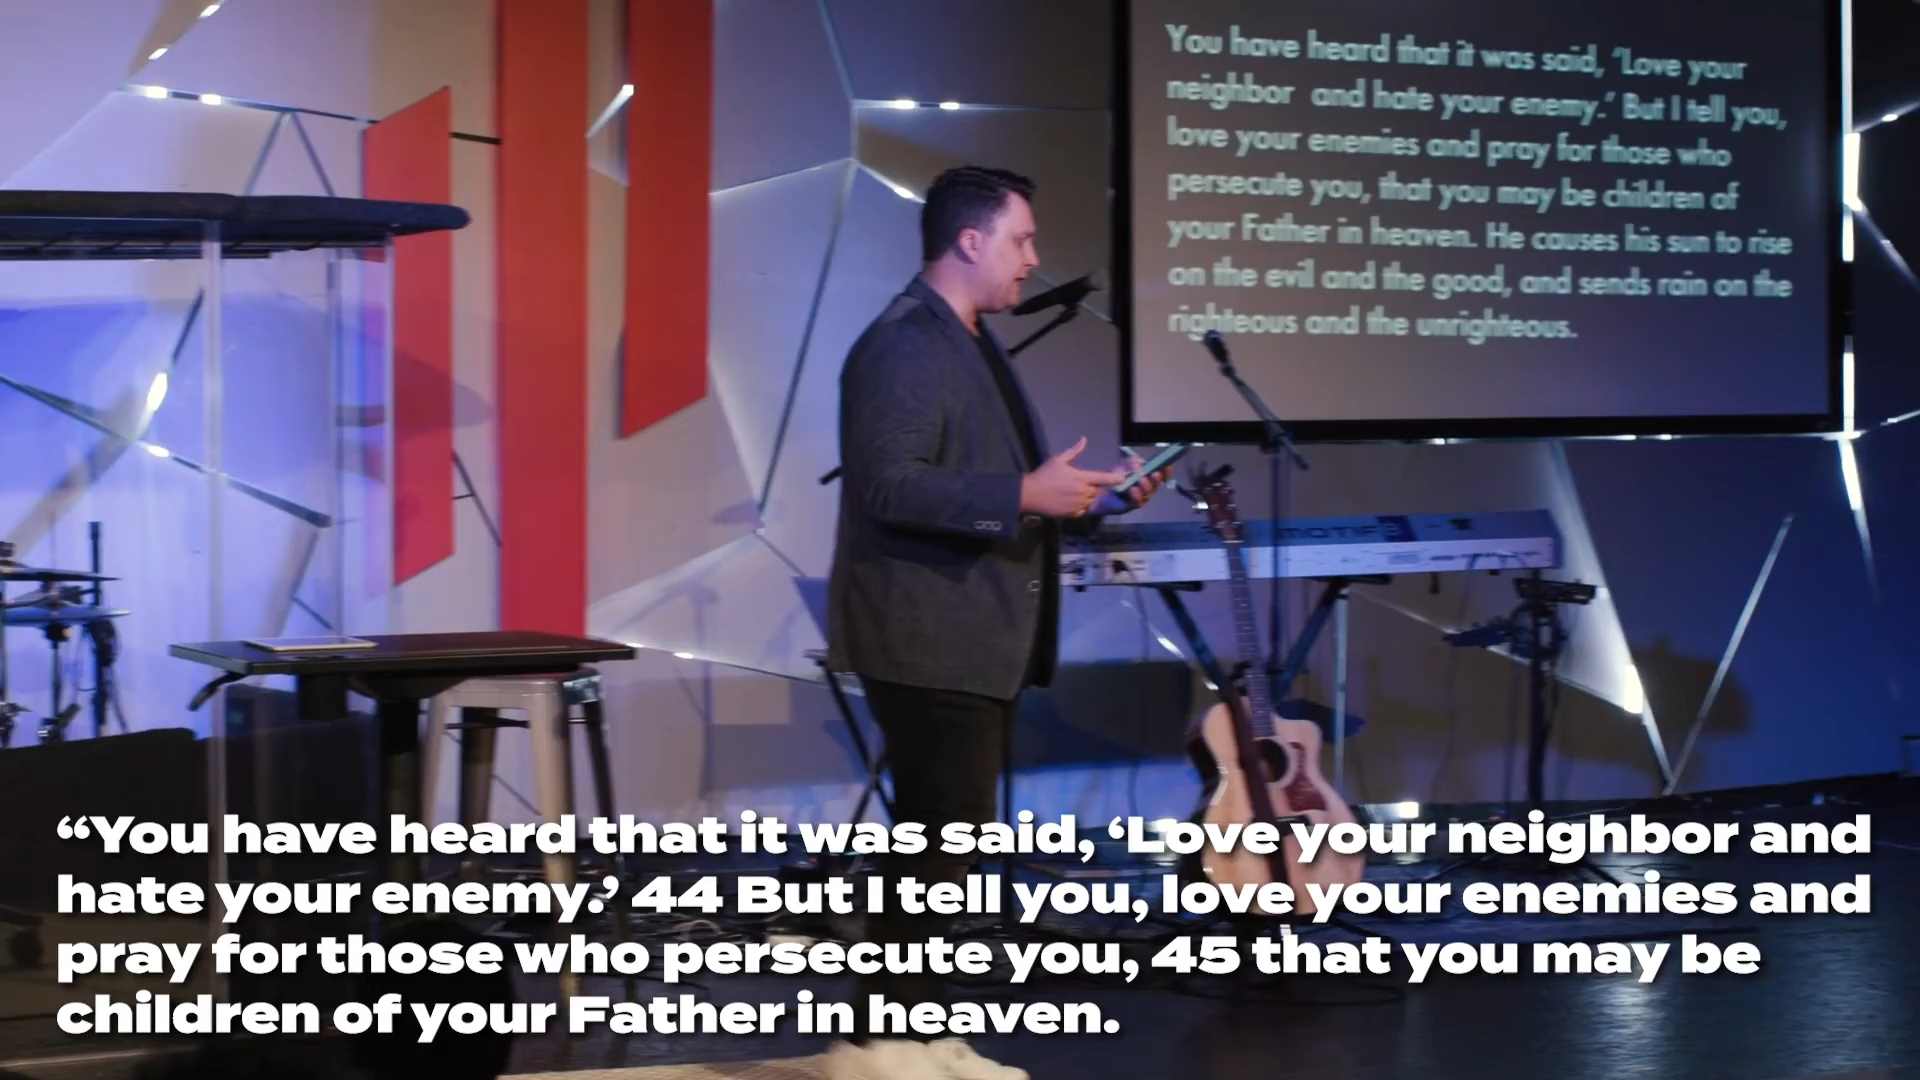 You have heard that it was said, 'Love your
neighbor and hate your enemy.' But I tell you,
love your enemies and pray for those who
persecute you, that you may be children of
your Father in heaven. He causes his sun to rise
on the evil and the good, and sends rain on the
righteous and the unrighteous.
MOTIF
“You have heard that it was said, ‘Love your neighbor and
hate your enemy.’ 44 But I tell you, love your enemies and
pray for those who persecute you, 45 that you may be
children of your Father in heaven.